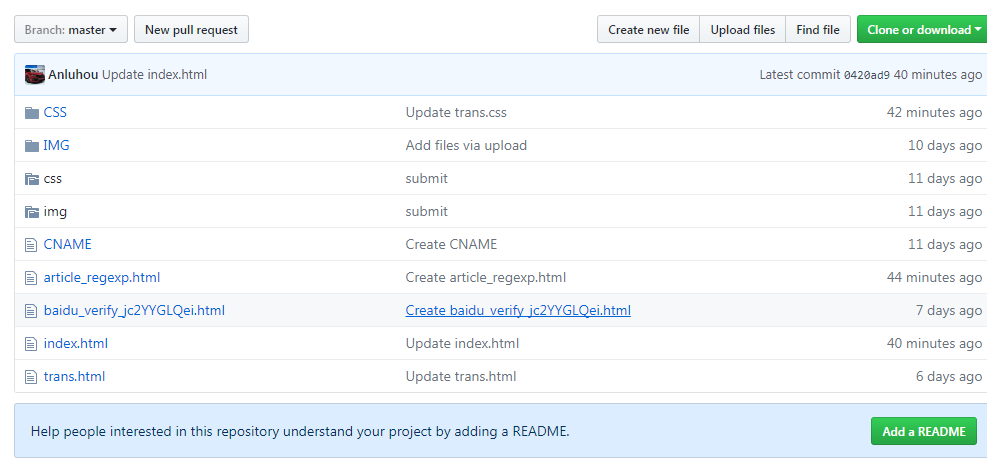 Branch: master New pull request Create new file Upload files Find file Clone or download
Anluhou Update index.html Latest commit 0420ad9 40 minutes ago
CSS Update trans.css 42 minutes ago
IMG Add files via upload 10 days ago
css submit 11 days ago
img submit 11 days ago
CNAME Create CNAME 11 days ago
article_regexp.html Create article_regexp.html 44 minutes ago
baidu_verify_jc2YYGLQei.html Create baidu_verify_jc2YYGLQei.html 7 days ago
index.html Update index.html 40 minutes ago
trans.html Update trans.html 6 days ago
Help people interested in this repository understand your project by adding a README. Add a README